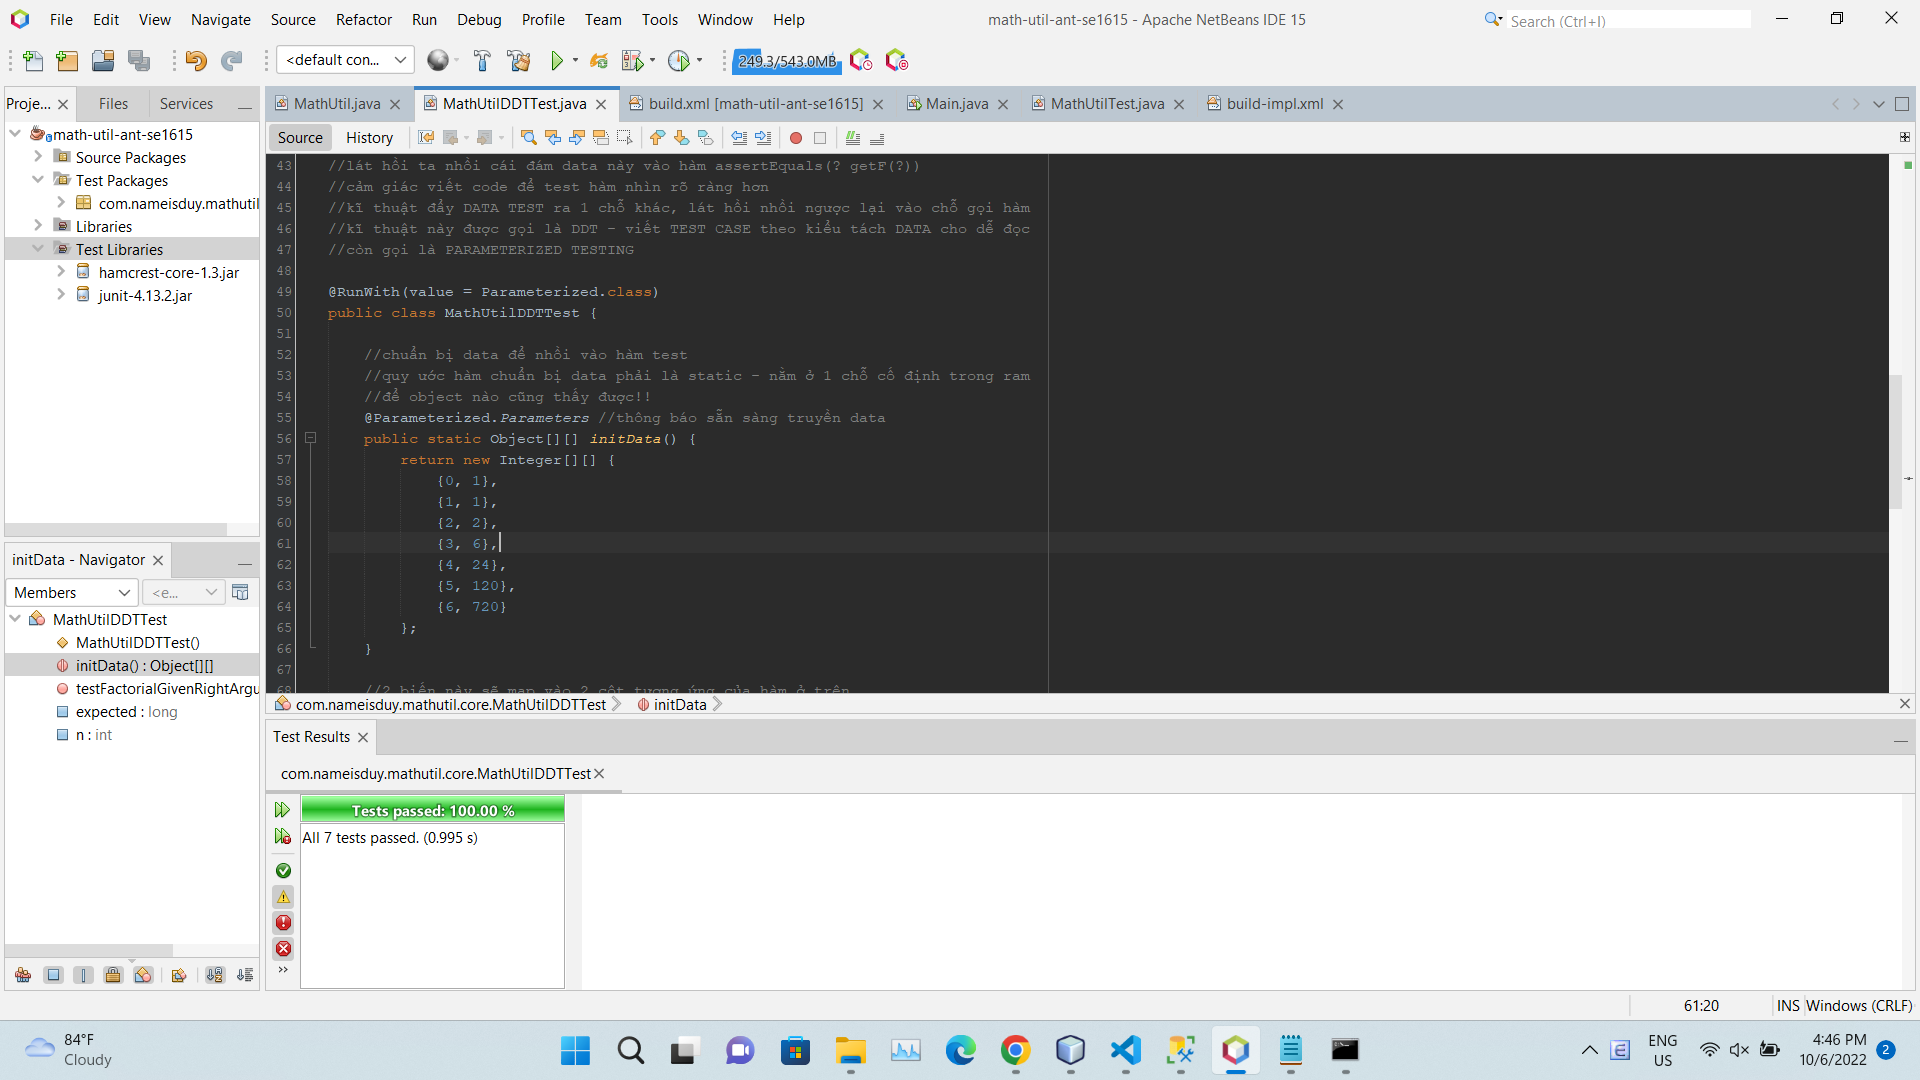 File Edit View Navigate Source Refactor Run Debug Profile Team Tools Window Help
math-util-ant-se1615 - Apache NetBeans IDE 15
Search (Ctrl+I)
<default con...
249.3/543.0MB
Proje...
Files
Services
MathUtil.java
MathUtilDDTTest.java
build.xml [math-util-ant-se1615]
Main.java
MathUtilTest.java
build-impl.xml
Source
History
math-util-ant-se1615
Source Packages
Test Packages
com.nameisduy.mathutil
Libraries
Test Libraries
hamcrest-core-1.3.jar
junit-4.13.2.jar
43 //lát hồi ta nhồi cái đám data này vào hàm assertEquals(? getF(?))
44 //cảm giác viết code để test hàm nhìn rõ ràng hơn
45 //kĩ thuật đẩy DATA TEST ra 1 chỗ khác, lát hồi nhồi ngược lại vào chỗ gọi hàm
46 //kĩ thuật này được gọi là DDT - viết TEST CASE theo kiểu tách DATA cho dễ đọc
47 //còn gọi là PARAMETERIZED TESTING
48
49 @RunWith(value = Parameterized.class)
50 public class MathUtilDDTTest {
51
52 //chuẩn bị data để nhồi vào hàm test
53 //quy ước hàm chuẩn bị data phải là static - nằm ở 1 chỗ cố định trong ram
54 //để object nào cũng thấy được!!
55 @Parameterized.Parameters //thông báo sẵn sàng truyền data
56 public static Object[][] initData() {
57 return new Integer[][] {
58 {0, 1},
59 {1, 1},
60 {2, 2},
61 {3, 6},
62 {4, 24},
63 {5, 120},
64 {6, 720}
65 };
66 }
67
68 //2 biến này sẽ map vào 2 cột tương ứng của hàm ở trên
com.nameisduy.mathutil.core.MathUtilDDTTest
initData
initData - Navigator
Members
<e...
MathUtilDDTTest
MathUtilDDTTest()
initData() : Object[][]
testFactorialGivenRightArgu
expected : long
n : int
Test Results
com.nameisduy.mathutil.core.MathUtilDDTTest
Tests passed: 100.00 %
All 7 tests passed. (0.995 s)
61:20
INS
Windows (CRLF)
84°F
Cloudy
ENG
US
4:46 PM
10/6/2022
2